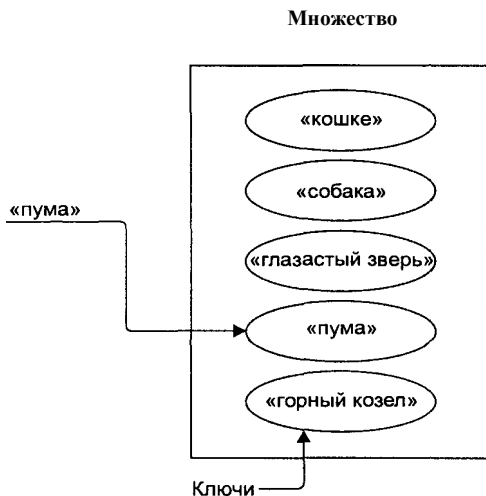 Множество
«кошке»
«собака»
«пума»
«глазастый зверь»
«пума»
«горный козел»
Ключи